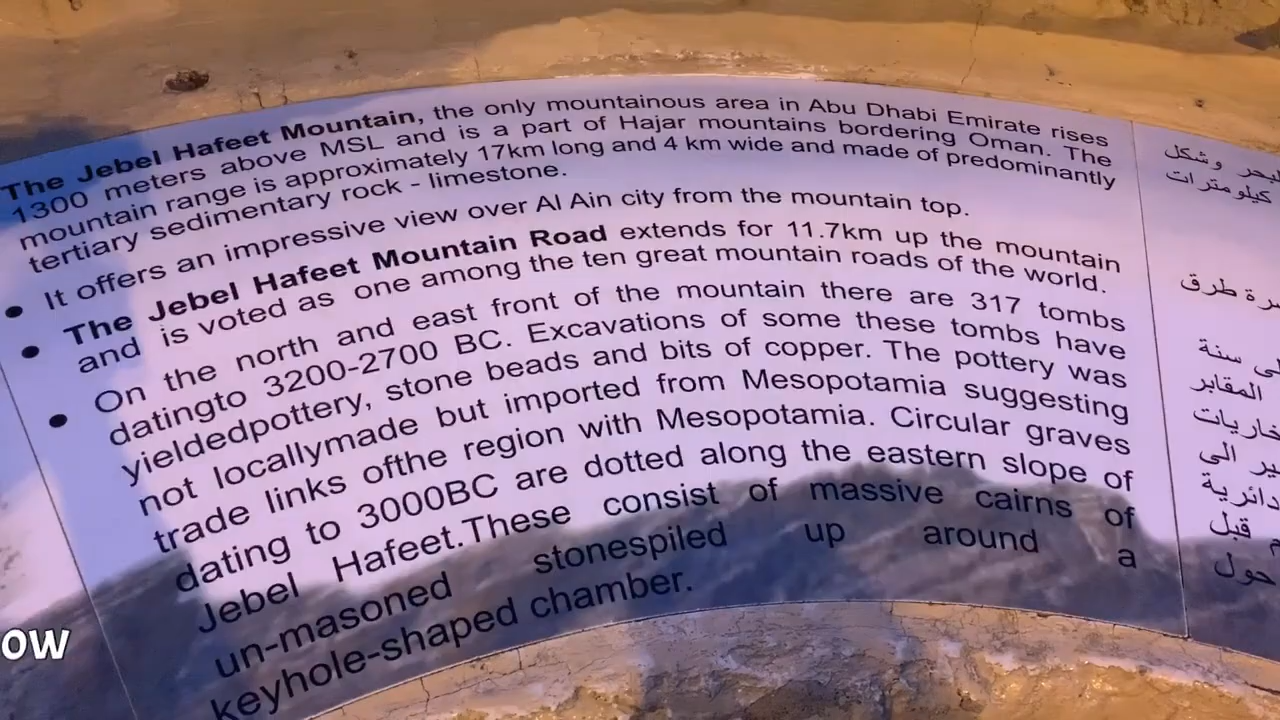 The Jebel Hafeet Mountain, the only mountainous area in Abu Dhabi Emirate rises
1300 meters above MSL and is a part of Hajar mountains bordering Oman. The
mountain range is approximately 17km long and 4 km wide and made of predominantly
tertiary sedimentary rock - limestone.
• It offers an impressive view over Al Ain city from the mountain top.
• The Jebel Hafeet Mountain Road extends for 11.7km up the mountain
and is voted as one among the ten great mountain roads of the world.
• On the north and east front of the mountain there are 317 tombs
datingto 3200-2700 BC. Excavations of some these tombs have
yieldedpottery, stone beads and bits of copper. The pottery was
not locallymade but imported from Mesopotamia suggesting
trade links ofthe region with Mesopotamia. Circular graves
dating to 3000BC are dotted along the eastern slope of
Jebel Hafeet.These consist of massive cairns of
un-masoned stonespiled up around a
keyhole-shaped chamber.
وشكل
كيلومترات
طرق
سنة
المقابر
الى
قبل
حول
ow